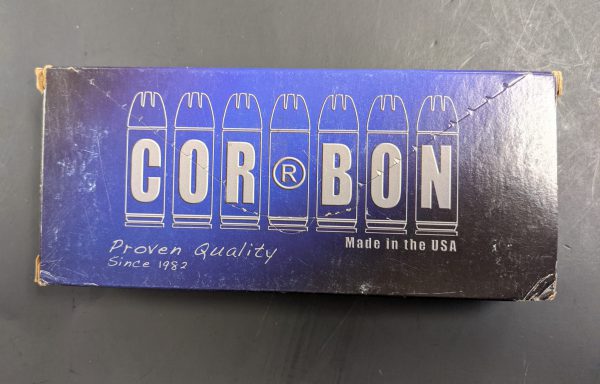 COR®BON
Made in the USA
Proven Quality
Since 1982